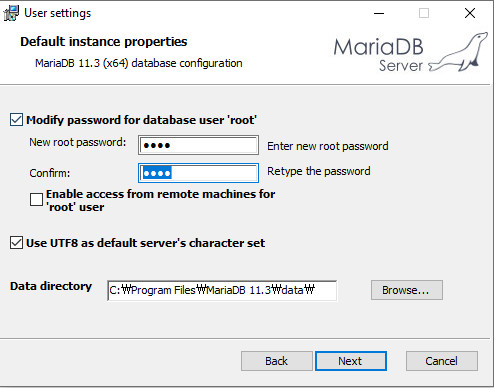 User settings
Default instance properties
MariaDB 11.3 (x64) database configuration
MariaDB
Server
Modify password for database user 'root'
New root password: ●●●● Enter new root password
Confirm: ●●●● Retype the password
Enable access from remote machines for
'root' user
Use UTF8 as default server's character set
Data directory C:₩Program Files₩MariaDB 11.3₩data₩ Browse...
Back Next Cancel